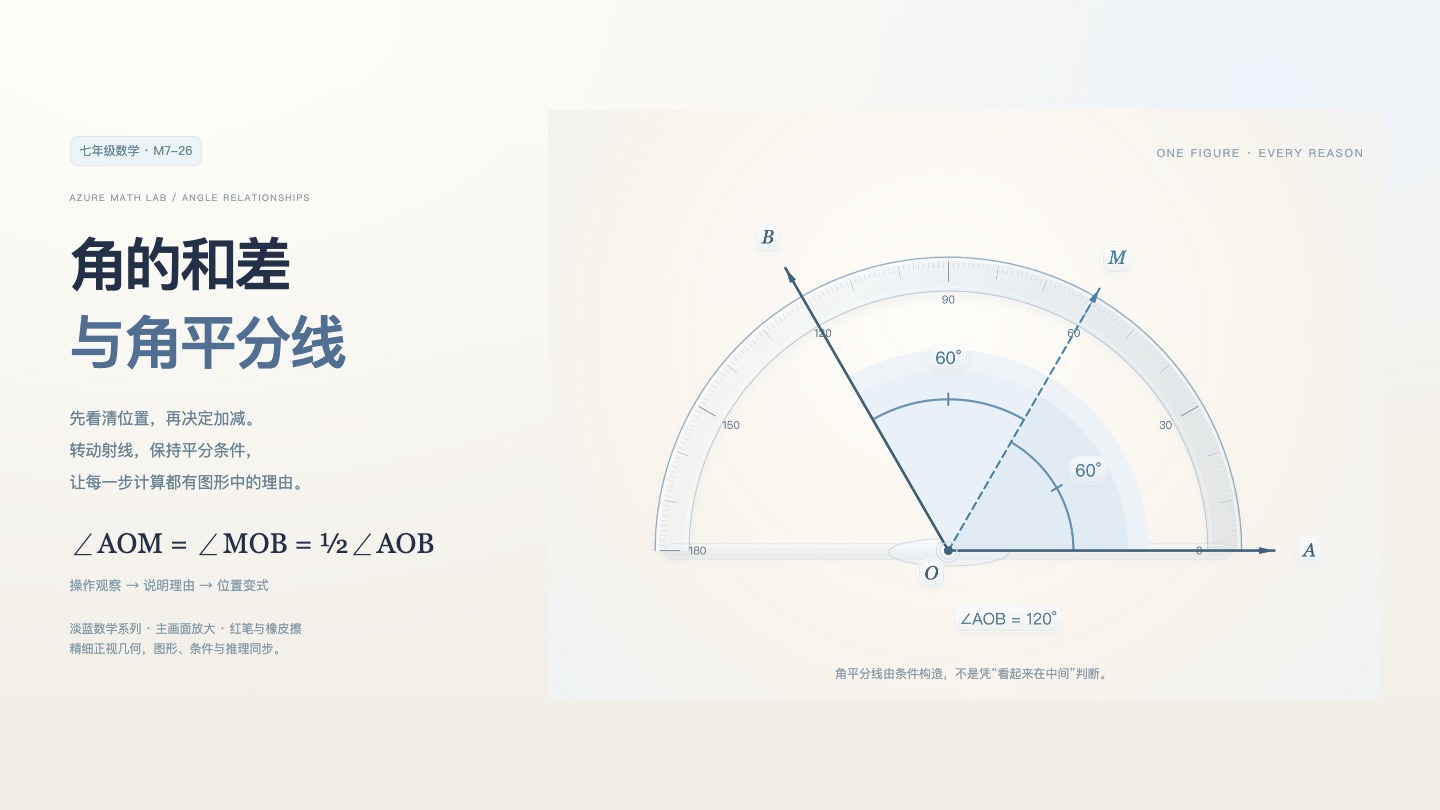 七年级数学 · M7–26
AZURE MATH LAB / ANGLE RELATIONSHIPS
角的和差
与角平分线
先看清位置，再决定加减。
转动射线，保持平分条件，
让每一步计算都有图形中的理由。
∠AOM = ∠MOB = ½∠AOB
操作观察 → 说明理由 → 位置变式
淡蓝数学系列 · 主画面放大 · 红笔与橡皮擦
精细正视几何，图形、条件与推理同步。
ONE FIGURE · EVERY REASON
B
M
90
120
60
60°
150
30
60°
180
0
A
O
∠AOB = 120°
角平分线由条件构造，不是凭“看起来在中间”判断。